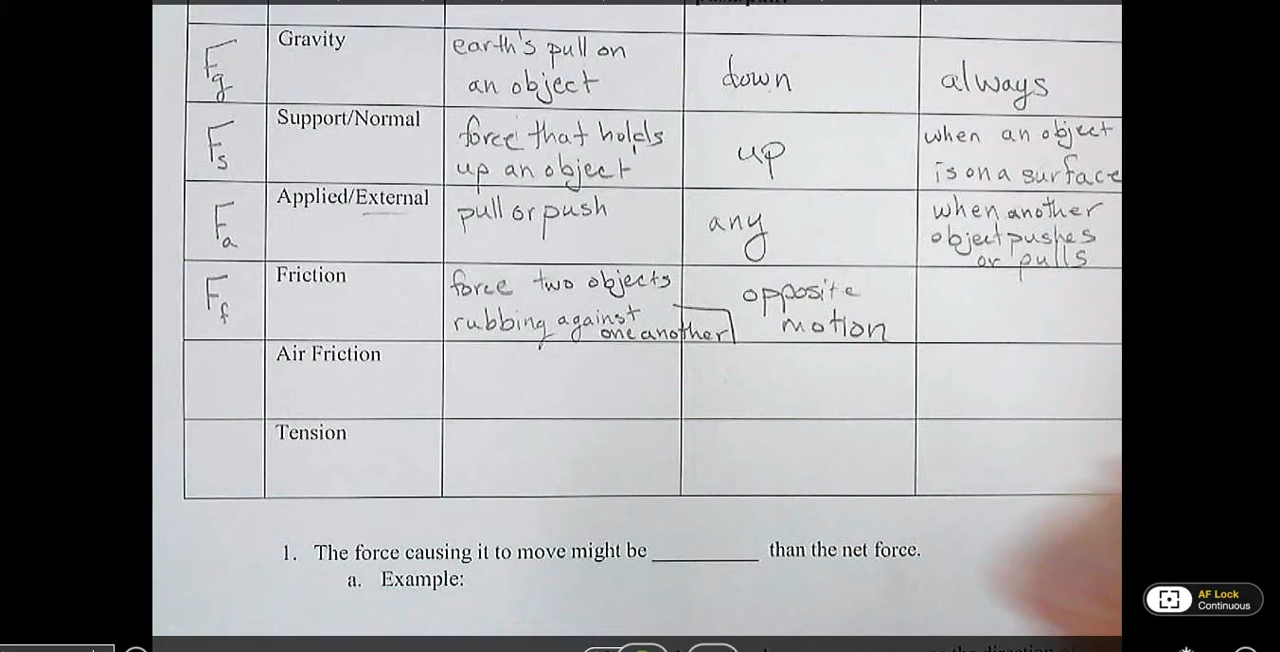 Fg
Gravity
earth's pull on
an object
down
always
Fs
Support/Normal
force that holds
up an object
up
when an object
is on a surface
Fa
Applied/External
pull or push
any
when another
object pushes
or pulls
Ff
Friction
force two objects
rubbing against
one another
opposite
motion
Air Friction
Tension
1. The force causing it to move might be ________ than the net force.
a. Example:
AF Lock
Continuous